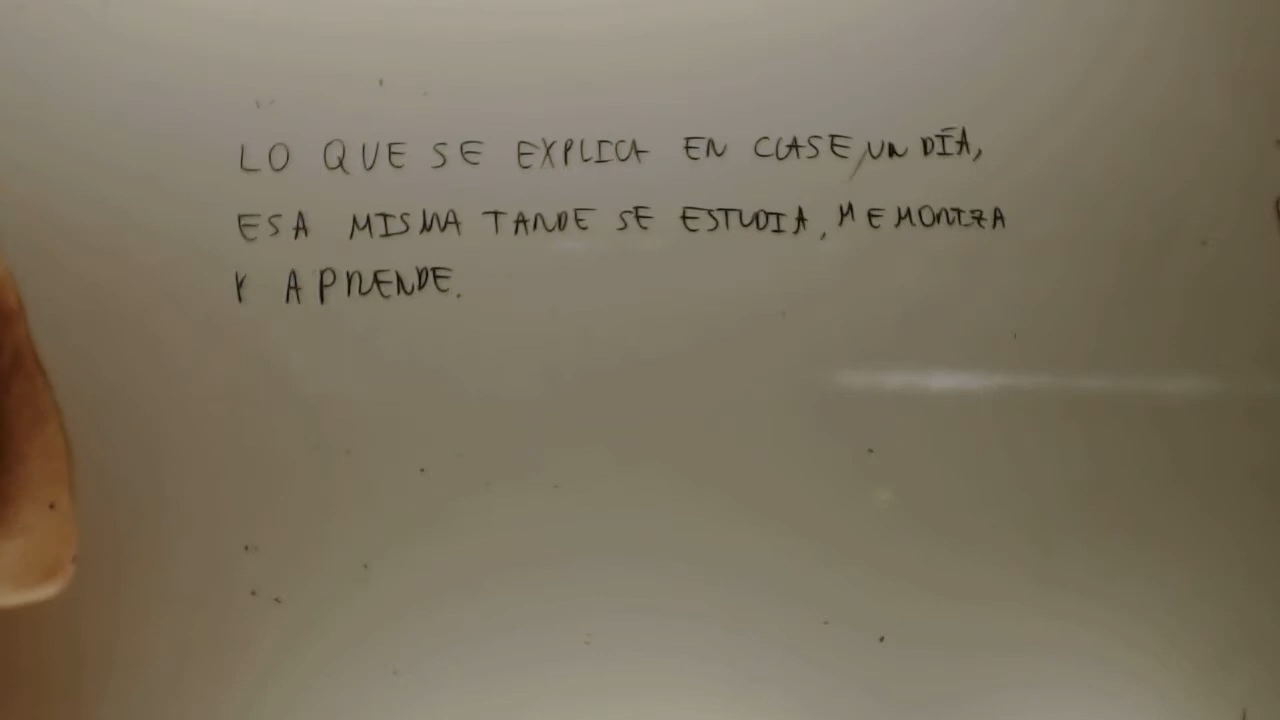 LO QUE SE EXPLICA EN CLASE, UN DÍA,
ESA MISMA TARDE SE ESTUDIA, MEMORIZA
Y APRENDE.